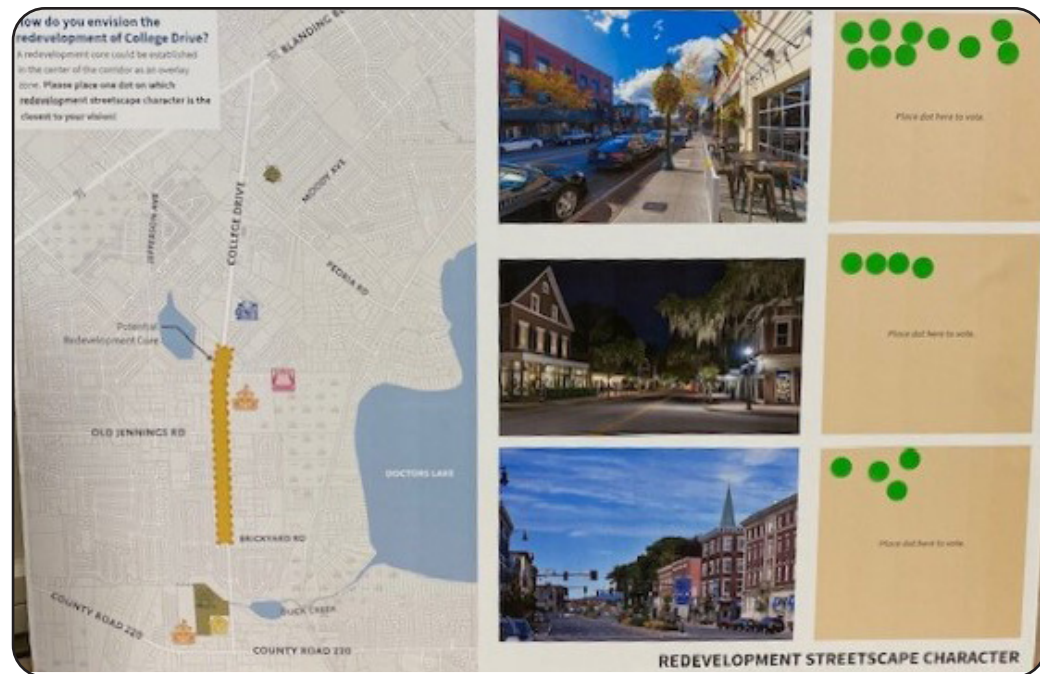 How do you envision the
redevelopment of College Drive?
A redevelopment core could be established
in the center of the corridor as an overlay
zone. Please place one dot on which
redevelopment streetscape character is the
closest to your vision!
BLANDING
MOODY AVE
JEFFERSON AVE
COLLEGE DRIVE
PEORIA RD
Potential
Redevelopment Core
OLD JENNINGS RD
DOCTORS LAKE
BRICKYARD RD
DUCK CREEK
COUNTY ROAD 220
COUNTY ROAD 220
Place dot here to vote.
Place dot here to vote.
Place dot here to vote.
REDEVELOPMENT STREETSCAPE CHARACTER